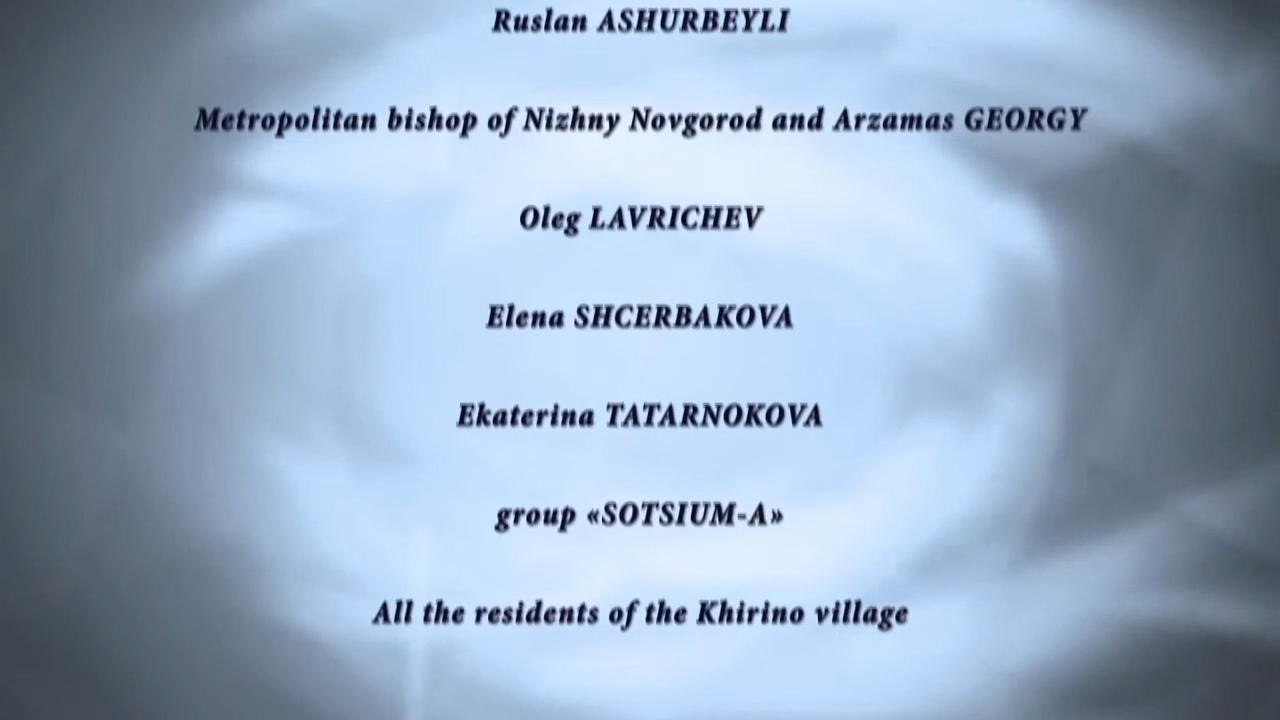 Ruslan ASHURBEYLI
Metropolitan bishop of Nizhny Novgorod and Arzamas GEORGY
Oleg LAVRICHEV
Elena SHCERBAKOVA
Ekaterina TATARNOKOVA
group «SOTSIUM-A»
All the residents of the Khirino village